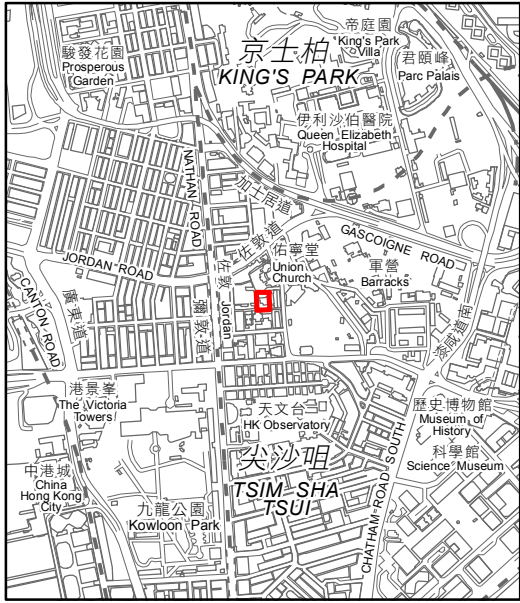 帝庭園
King's Park
Villa
駿發花園
Prosperous
Garden
京士柏
KING'S PARK
君頤峰
Parc Palais
伊利沙伯醫院
Queen Elizabeth
Hospital
NATHAN ROAD
加士居道
佐敦道
佑寧堂
Union
Church
GASCOIGNE ROAD
軍營
Barracks
JORDAN ROAD
佐敦
Jordan
CANTON ROAD
廣東道
彌敦道
漆咸道南
港景峯
The Victoria
Towers
天文台
HK Observatory
歷史博物館
Museum of
History
科學館
Science Museum
中港城
China
Hong Kong
City
尖沙咀
TSIM SHA
TSUI
九龍公園
Kowloon Park
CHATHAM ROAD SOUTH